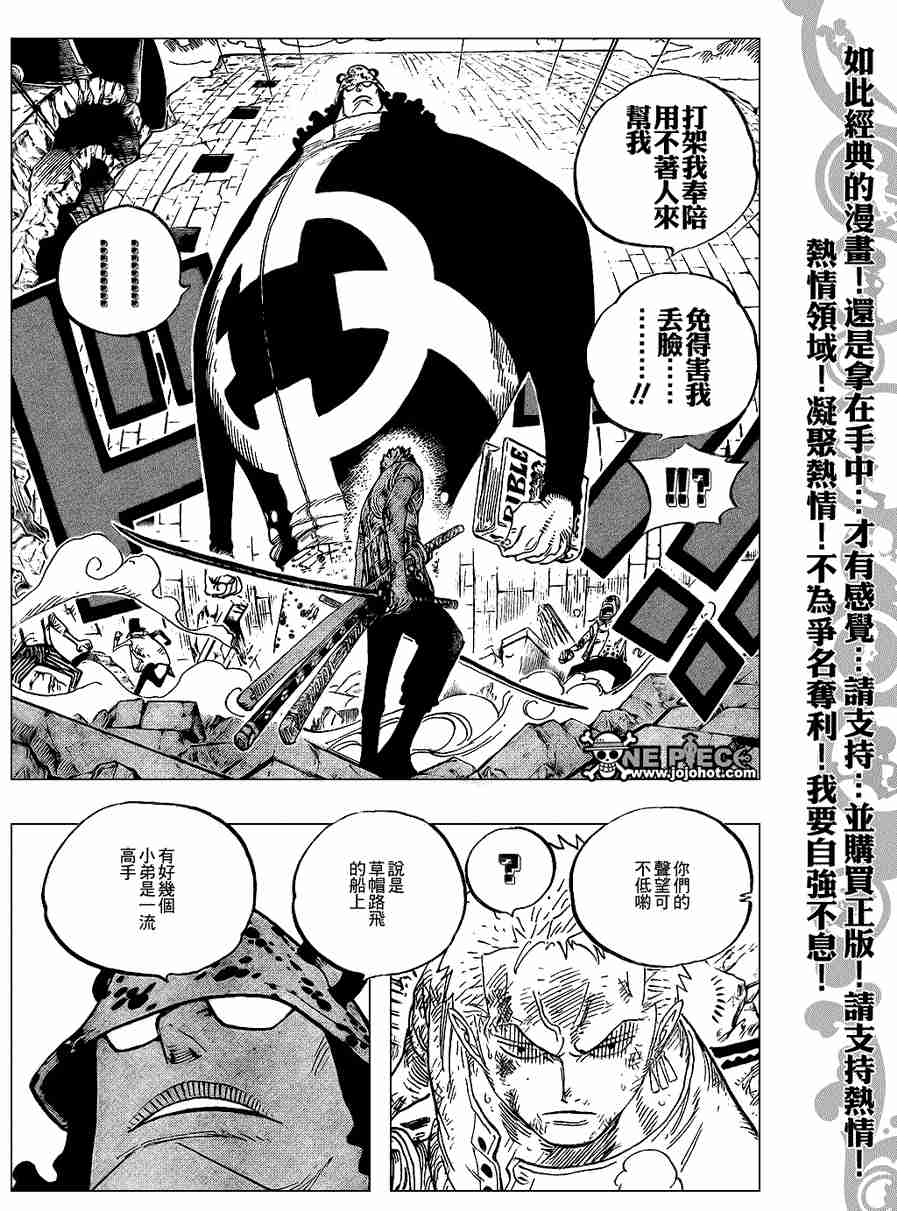 打架我奉陪
用不著人來
幫我
免得害我
丟臉……
……!!
!!?
BIBLE
ONE PIECE
www.jojohot.com
你們的
聲望可
不低喲
?
說是
草帽路飛
的船上
有好幾個
小弟是一流
高手
如此經典的漫畫!還是拿在手中…才有感覺…請支持…並購買正版!請支持熱情!
熱情領域!凝聚熱情!不為爭名奪利!我要自強不息!